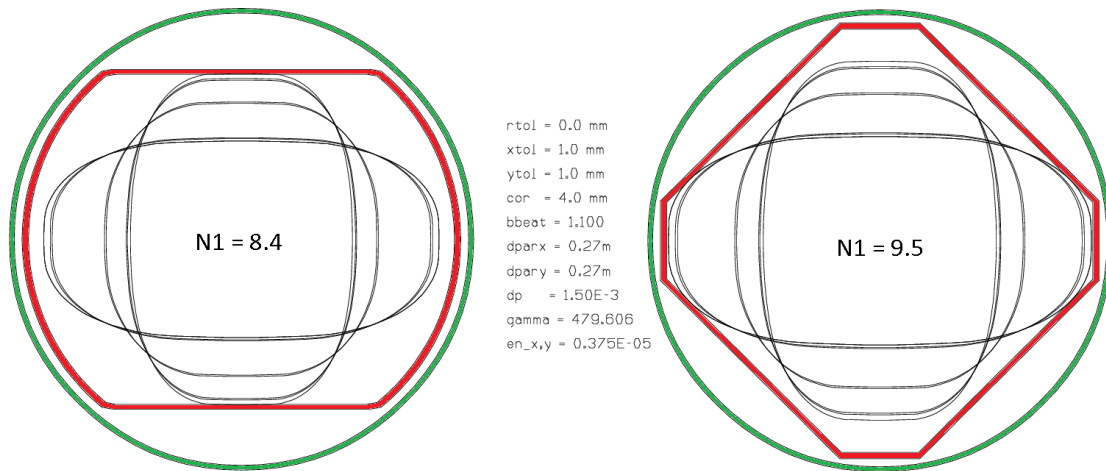 N1 = 8.4
rtol = 0.0 mm
xtol = 1.0 mm
ytol = 1.0 mm
cor = 4.0 mm
bbeat = 1.100
dparx = 0.27m
dpary = 0.27m
dp = 1.50E-3
gamma = 479.606
en_x,y = 0.375E-05
N1 = 9.5